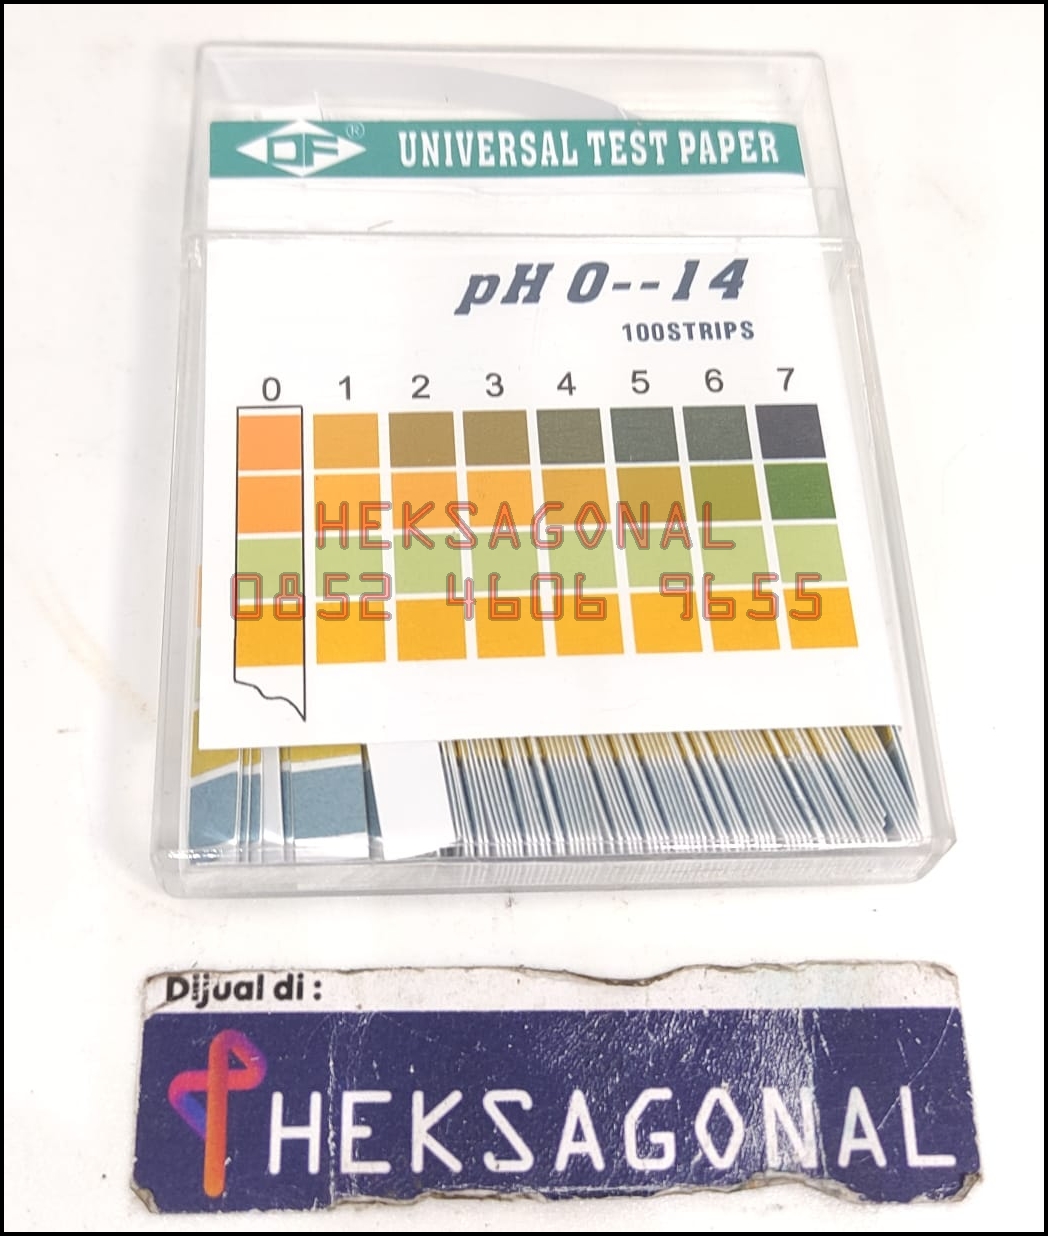 DF® UNIVERSAL TEST PAPER
pH 0--14
100STRIPS
0 1 2 3 4 5 6 7
HEKSAGONAL
0852 4606 9655
Dijual di :
HEKSAGONAL